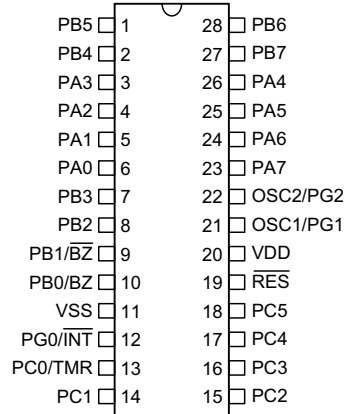 PB5 1 28 PB6
PB4 2 27 PB7
PA3 3 26 PA4
PA2 4 25 PA5
PA1 5 24 PA6
PA0 6 23 PA7
PB3 7 22 OSC2/PG2
PB2 8 21 OSC1/PG1
PB1/B̅Z̅ 9 20 VDD
PB0/BZ 10 19 R̅E̅S̅
VSS 11 18 PC5
PG0/I̅N̅T̅ 12 17 PC4
PC0/TMR 13 16 PC3
PC1 14 15 PC2